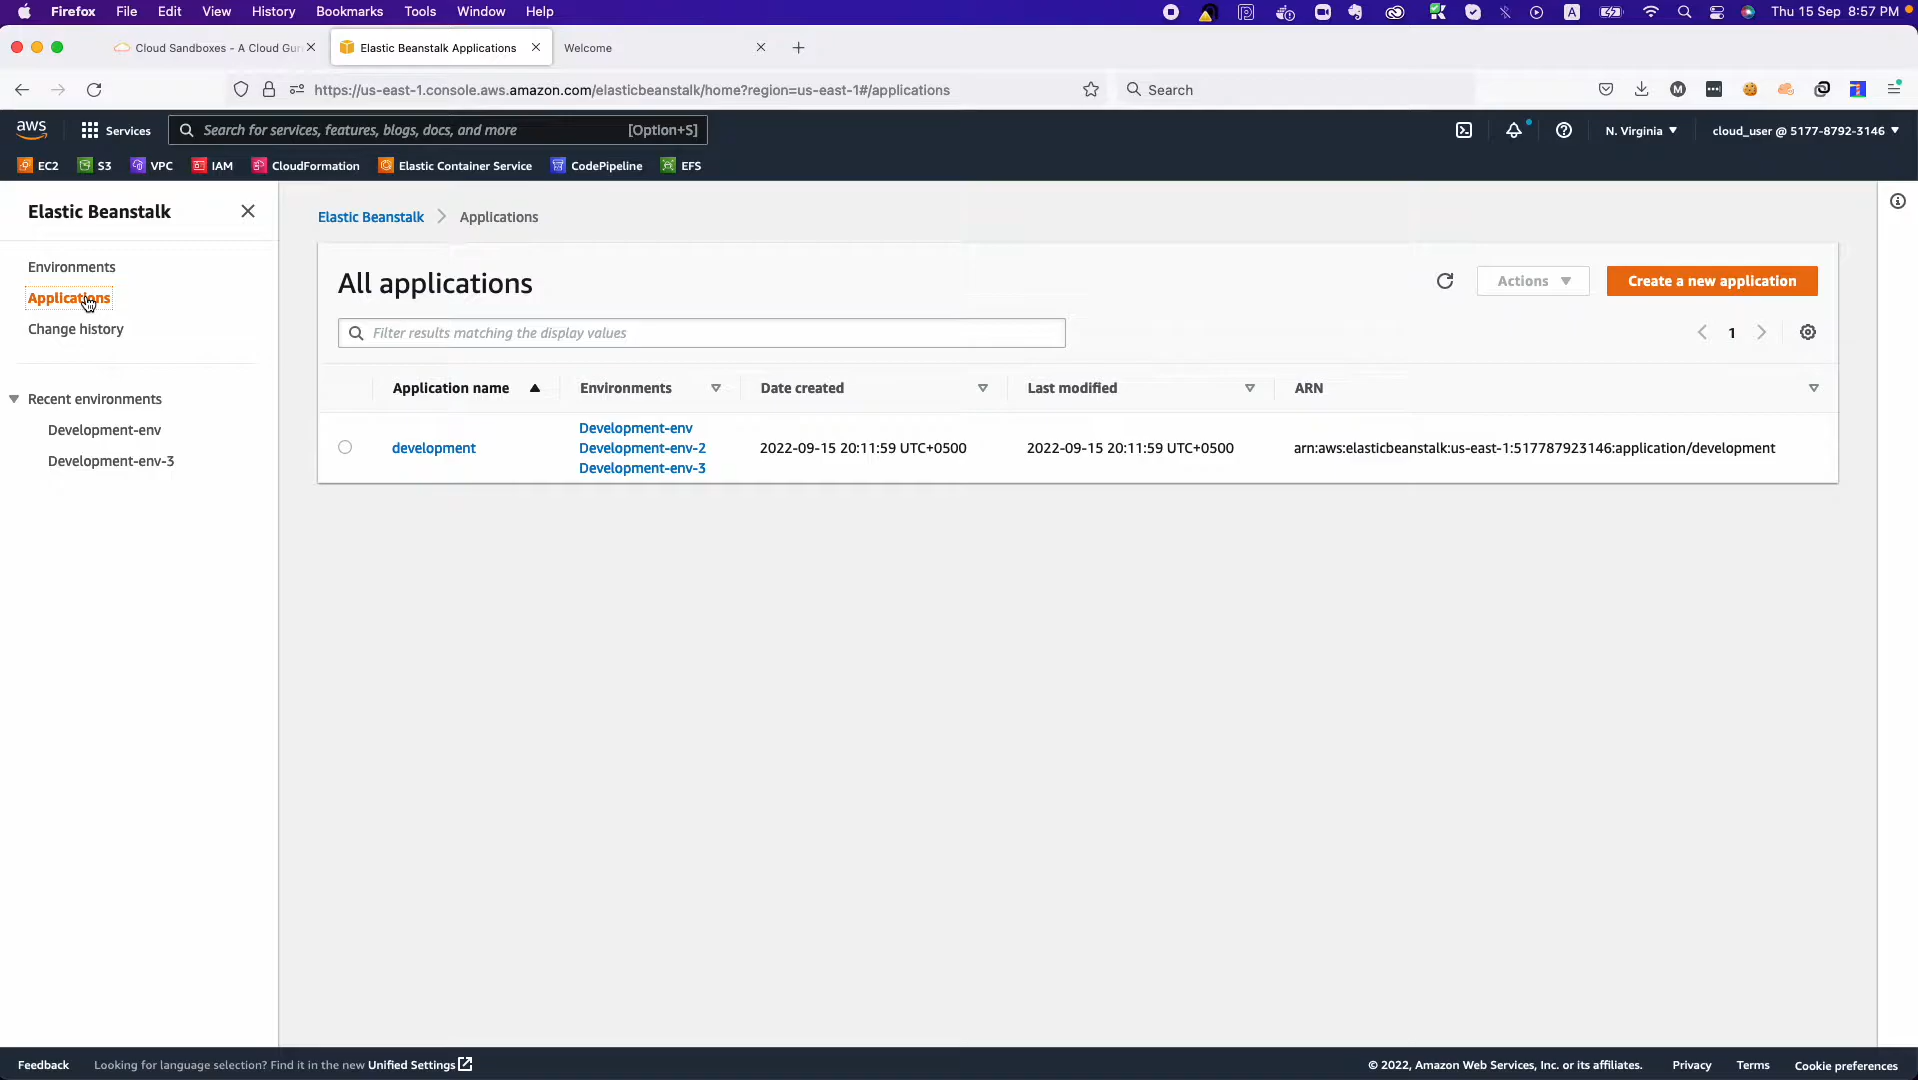 Firefox File Edit View History Bookmarks Tools Window Help
A Thu 15 Sep 8:57 PM
Cloud Sandboxes - A Cloud Gur
Elastic Beanstalk Applications
Welcome
https://us-east-1.console.aws.amazon.com/elasticbeanstalk/home?region=us-east-1#/applications
Search
M
aws
Services
Search for services, features, blogs, docs, and more [Option+S]
N. Virginia
cloud_user @ 5177-8792-3146
EC2 S3 VPC IAM CloudFormation Elastic Container Service CodePipeline EFS
Elastic Beanstalk
Environments
Applications
Change history
Recent environments
Development-env
Development-env-3
Elastic Beanstalk Applications
All applications
Actions
Create a new application
Filter results matching the display values
1
Application name Environments Date created Last modified ARN
development
Development-env
Development-env-2
Development-env-3
2022-09-15 20:11:59 UTC+0500
2022-09-15 20:11:59 UTC+0500
arn:aws:elasticbeanstalk:us-east-1:517787923146:application/development
Feedback
Looking for language selection? Find it in the new Unified Settings
© 2022, Amazon Web Services, Inc. or its affiliates.
Privacy Terms Cookie preferences